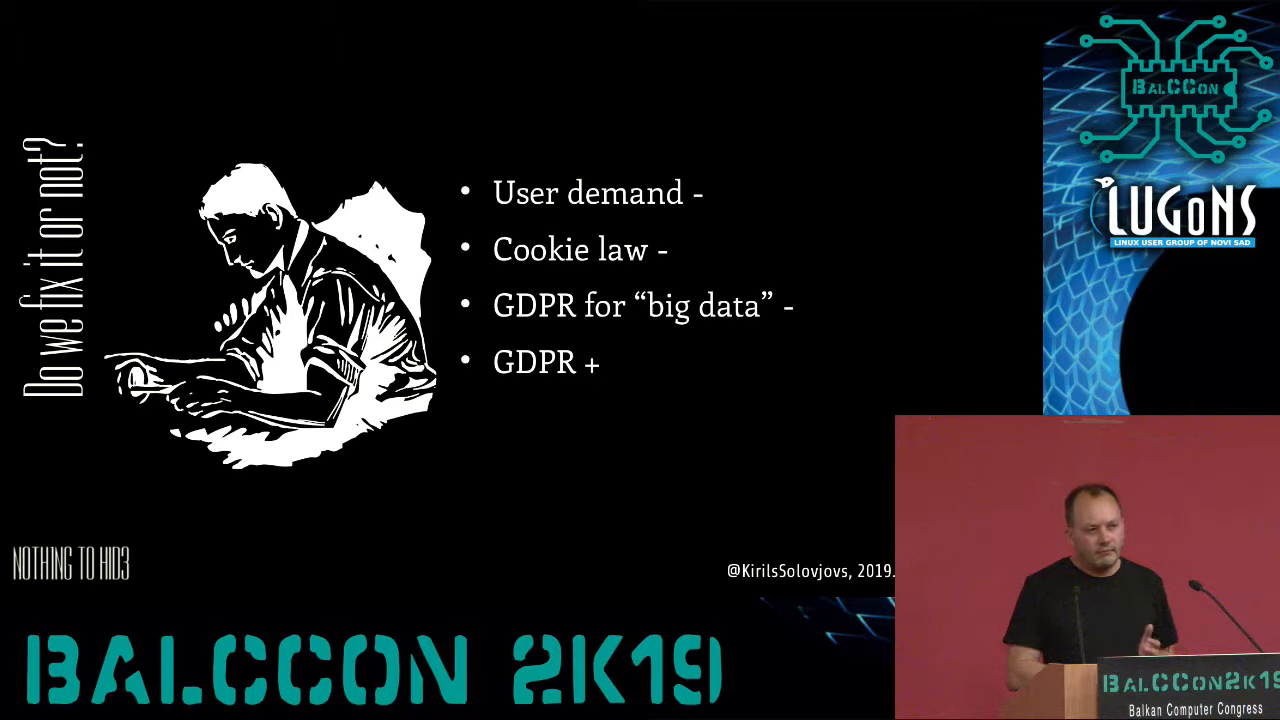 Do we fix it or not?
• User demand -
• Cookie law -
• GDPR for “big data” -
• GDPR +
NOTHING TO HID3
@KirilsSolovjovs, 2019.
BALCCON 2K19
BALCCON
LUGONS
LINUX USER GROUP OF NOVI SAD
BALCCON2K19
Balkan Computer Congress